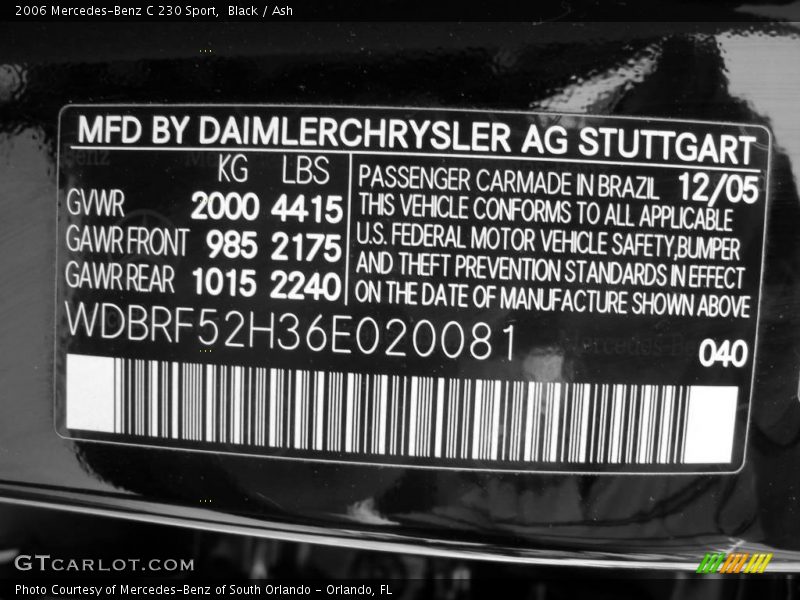 2006 Mercedes-Benz C 230 Sport, Black / Ash
MFD BY DAIMLERCHRYSLER AG STUTTGART
KG LBS
GVWR 2000 4415
GAWR FRONT 985 2175
GAWR REAR 1015 2240
PASSENGER CARMADE IN BRAZIL 12/05
THIS VEHICLE CONFORMS TO ALL APPLICABLE
U.S. FEDERAL MOTOR VEHICLE SAFETY,BUMPER
AND THEFT PREVENTION STANDARDS IN EFFECT
ON THE DATE OF MANUFACTURE SHOWN ABOVE
WDBRF52H36E020081
040
GTCARLOT.COM
Photo Courtesy of Mercedes-Benz of South Orlando - Orlando, FL